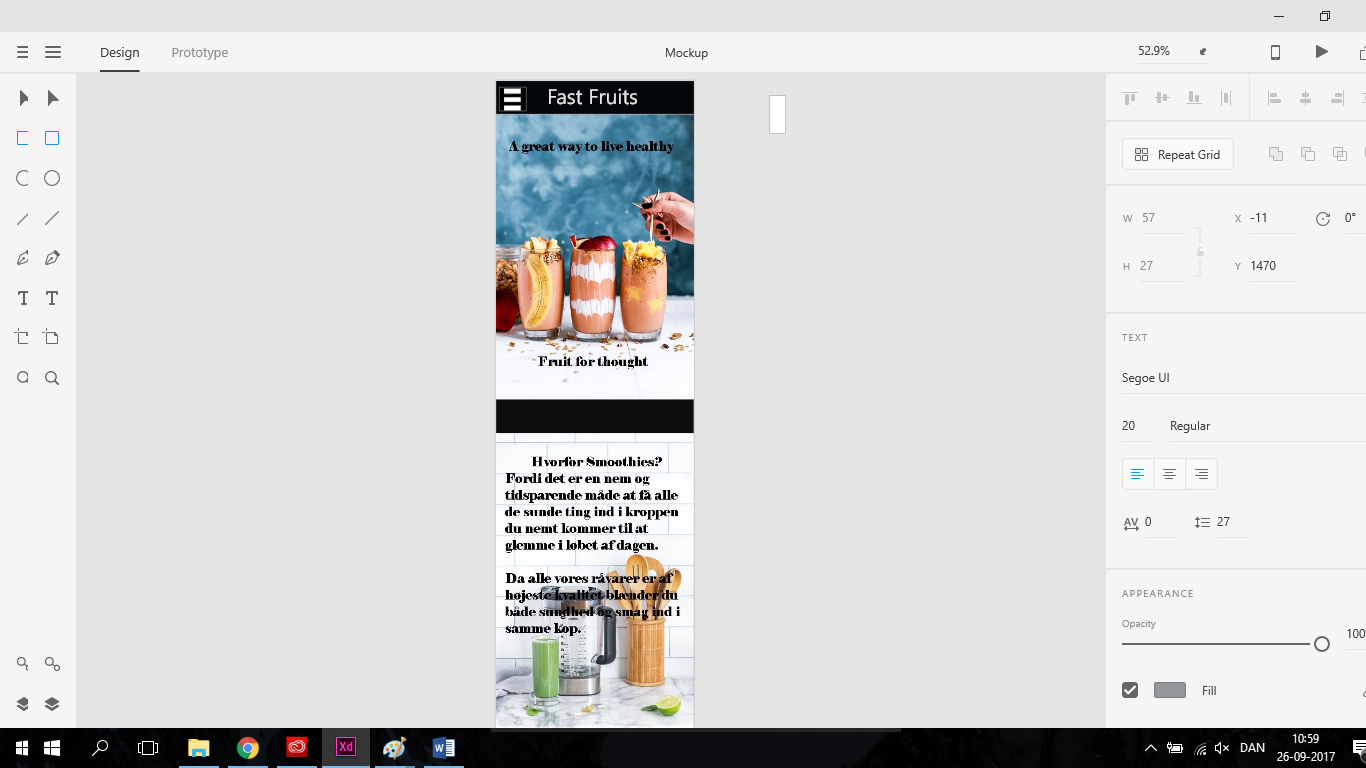 Design
Prototype
Mockup
52.9%
Fast Fruits
A great way to live healthy
Fruit for thought
Hvorfor Smoothies?
Fordi det er en nem og
tidsparende måde at få alle
de sunde ting ind i kroppen
du nemt kommer til at
glemme i løbet af dagen.
Da alle vores råvarer er af
højeste kvalitet blænder du
både sundhed og smag ind i
samme kop.
Repeat Grid
W 57 X -11 0°
H 27 Y 1470
TEXT
Segoe UI
20 Regular
AV 0 27
APPEARANCE
Opacity
100
Fill
Xd
W
DAN
10:59
26-09-2017